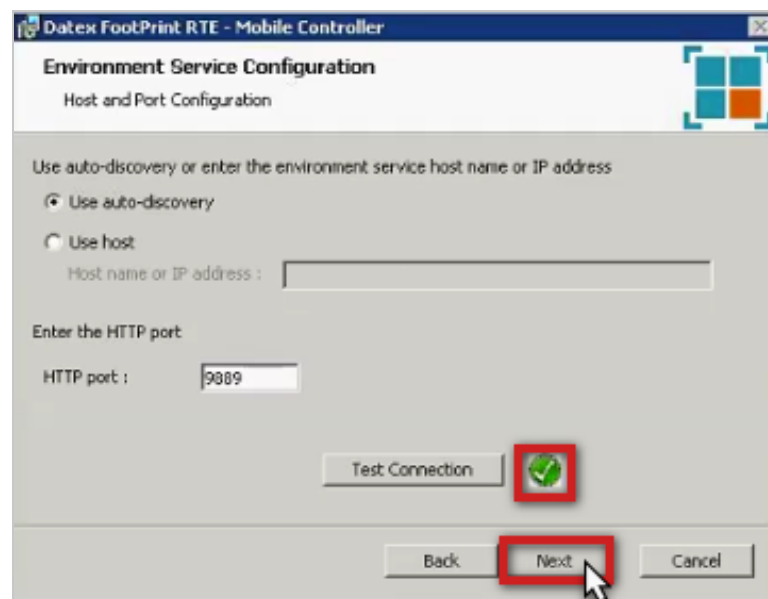 Datex FootPrint RTE - Mobile Controller
Environment Service Configuration
Host and Port Configuration
Use auto-discovery or enter the environment service host name or IP address
Use auto-discovery
Use host
Host name or IP address :
Enter the HTTP port
HTTP port : 9889
Test Connection
Back Next Cancel